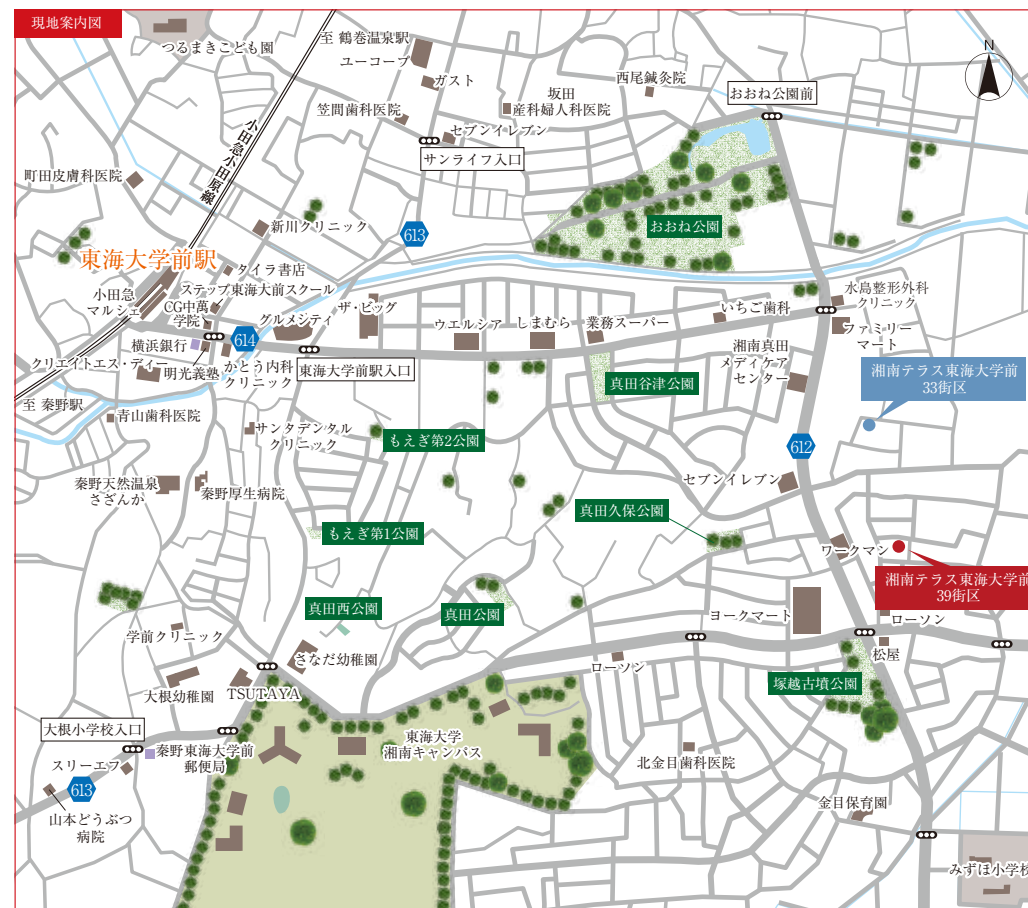 現地案内図
つるまきこども園
至 鶴巻温泉駅
ユーコープ
ガスト
笠間歯科医院
坂田
産科婦人科医院
西尾鍼灸院
おおね公園前
N
セブンイレブン
サンライフ入口
小田急小田原線
町田皮膚科医院
新川クリニック
613
おおね公園
東海大学前駅
タイラ書店
小田急
マルシェ
ステップ東海大前スクール
CG中萬
学院
グルメシティ
ザ・ビッグ
ウエルシア
しまむら
業務スーパー
いちご歯科
水島整形外科
クリニック
ファミリー
マート
横浜銀行
614
クリエイトエス・ディー
明光義塾
かとう内科
クリニック
東海大学前駅入口
湘南真田
メディケア
センター
真田谷津公園
湘南テラス東海大学前
33街区
至 秦野駅
青山歯科医院
サンタデンタル
クリニック
もえぎ第2公園
612
秦野天然温泉
さざんか
秦野厚生病院
セブンイレブン
真田久保公園
もえぎ第1公園
ワークマン
湘南テラス東海大学前
39街区
真田西公園
真田公園
ヨークマート
ローソン
学前クリニック
さなだ幼稚園
ローソン
松屋
大根幼稚園
TSUTAYA
塚越古墳公園
大根小学校入口
秦野東海大学前
郵便局
東海大学
湘南キャンパス
スリーエフ
北金目歯科医院
613
山本どうぶつ
病院
金目保育園
みずほ小学校